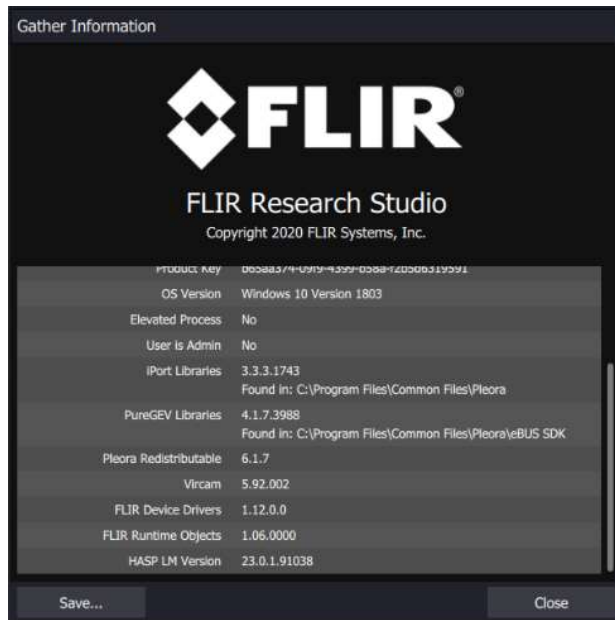 Gather Information
FLIR®
FLIR Research Studio
Copyright 2020 FLIR Systems, Inc.
Product Key
OS Version Windows 10 Version 1803
Elevated Process No
User is Admin No
iPort Libraries 3.3.3.1743
Found in: C:\Program Files\Common Files\Pleora
PureGEV Libraries 4.1.7.3988
Found in: C:\Program Files\Common Files\Pleora\eBUS SDK
Pleora Redistributable 6.1.7
Vircam 5.92.002
FLIR Device Drivers 1.12.0.0
FLIR Runtime Objects 1.06.0000
HASP LM Version 23.0.1.91038
Save... Close